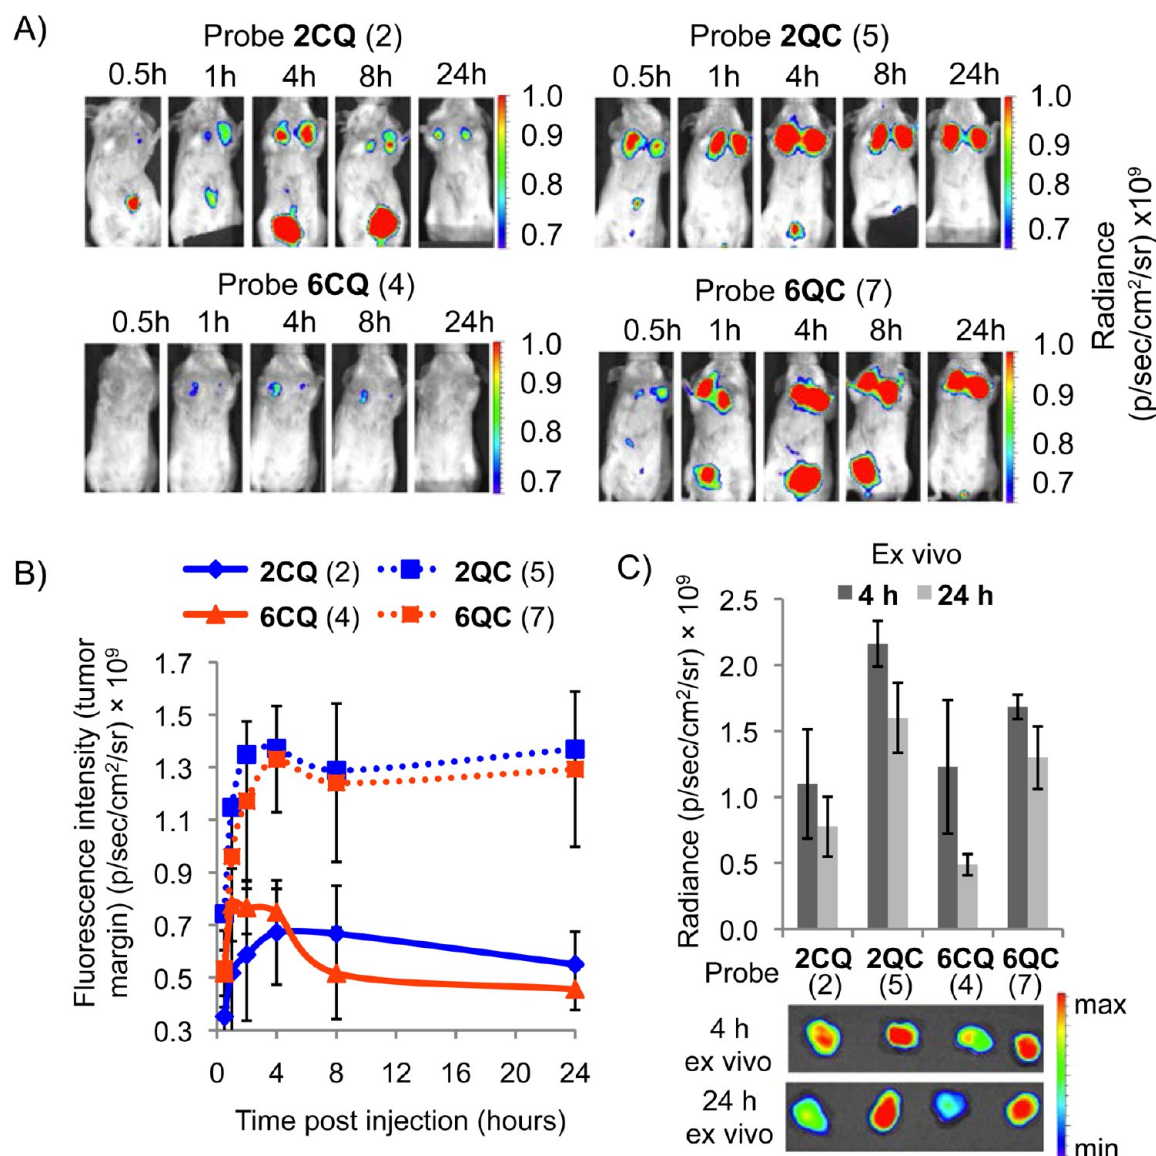 A)
Probe 2CQ (2)
0.5h 1h 4h 8h 24h
1.0
0.9
0.8
0.7
Probe 2QC (5)
0.5h 1h 4h 8h 24h
1.0
0.9
0.8
0.7
Probe 6CQ (4)
0.5h 1h 4h 8h 24h
1.0
0.9
0.8
0.7
Probe 6QC (7)
0.5h 1h 4h 8h 24h
1.0
0.9
0.8
0.7
Radiance
(p/sec/cm²/sr) x10⁹
B)
2CQ (2) 2QC (5)
6CQ (4) 6QC (7)
Fluorescence intensity (tumor
margin) (p/sec/cm²/sr) × 10⁹
1.7
1.5
1.3
1.1
0.9
0.7
0.5
0.3
0 4 8 12 16 20 24
Time post injection (hours)
C)
Ex vivo
4 h 24 h
Radiance (p/sec/cm²/sr) × 10⁹
2.5
2.0
1.5
1.0
0.5
0.0
Probe 2CQ 2QC 6CQ 6QC
(2) (5) (4) (7)
4 h
ex vivo
24 h
ex vivo
max
min